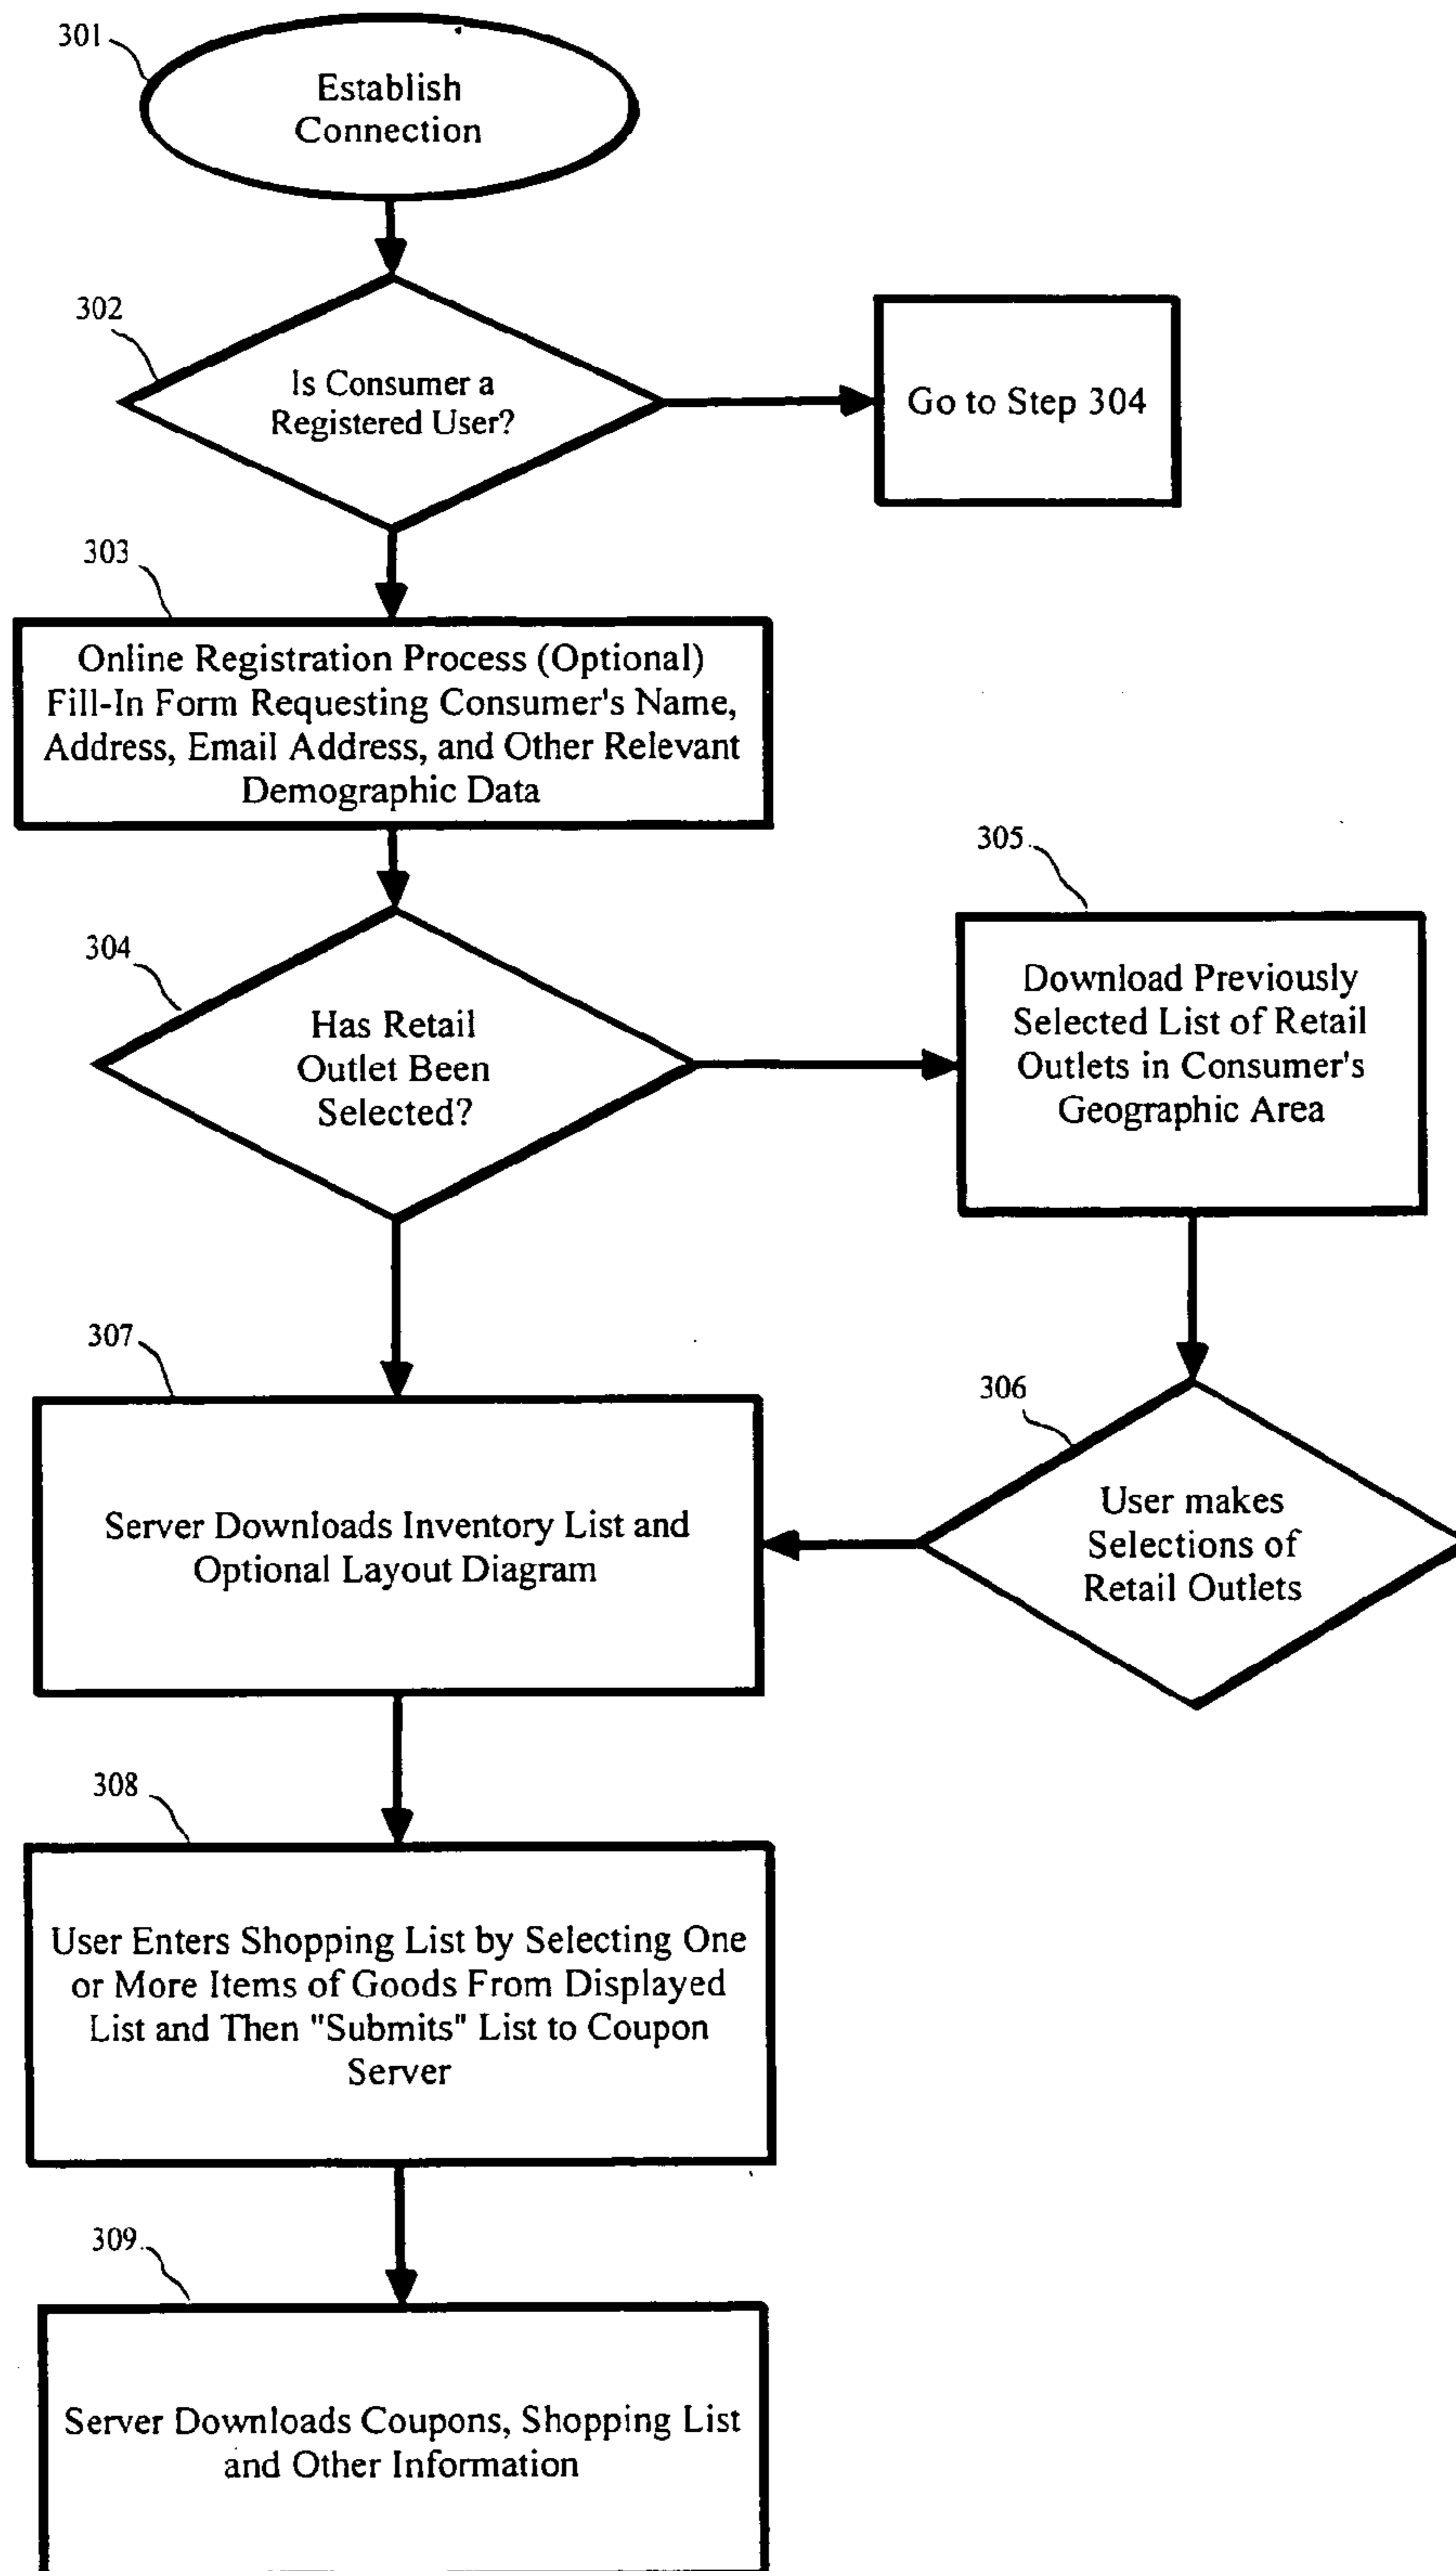 301
Establish
Connection
302
Is Consumer a
Registered User?
Go to Step 304
303
Online Registration Process (Optional)
Fill-In Form Requesting Consumer's Name,
Address, Email Address, and Other Relevant
Demographic Data
304
Has Retail
Outlet Been
Selected?
305
Download Previously
Selected List of Retail
Outlets in Consumer's
Geographic Area
306
User makes
Selections of
Retail Outlets
307
Server Downloads Inventory List and
Optional Layout Diagram
308
User Enters Shopping List by Selecting One
or More Items of Goods From Displayed
List and Then "Submits" List to Coupon
Server
309
Server Downloads Coupons, Shopping List
and Other Information